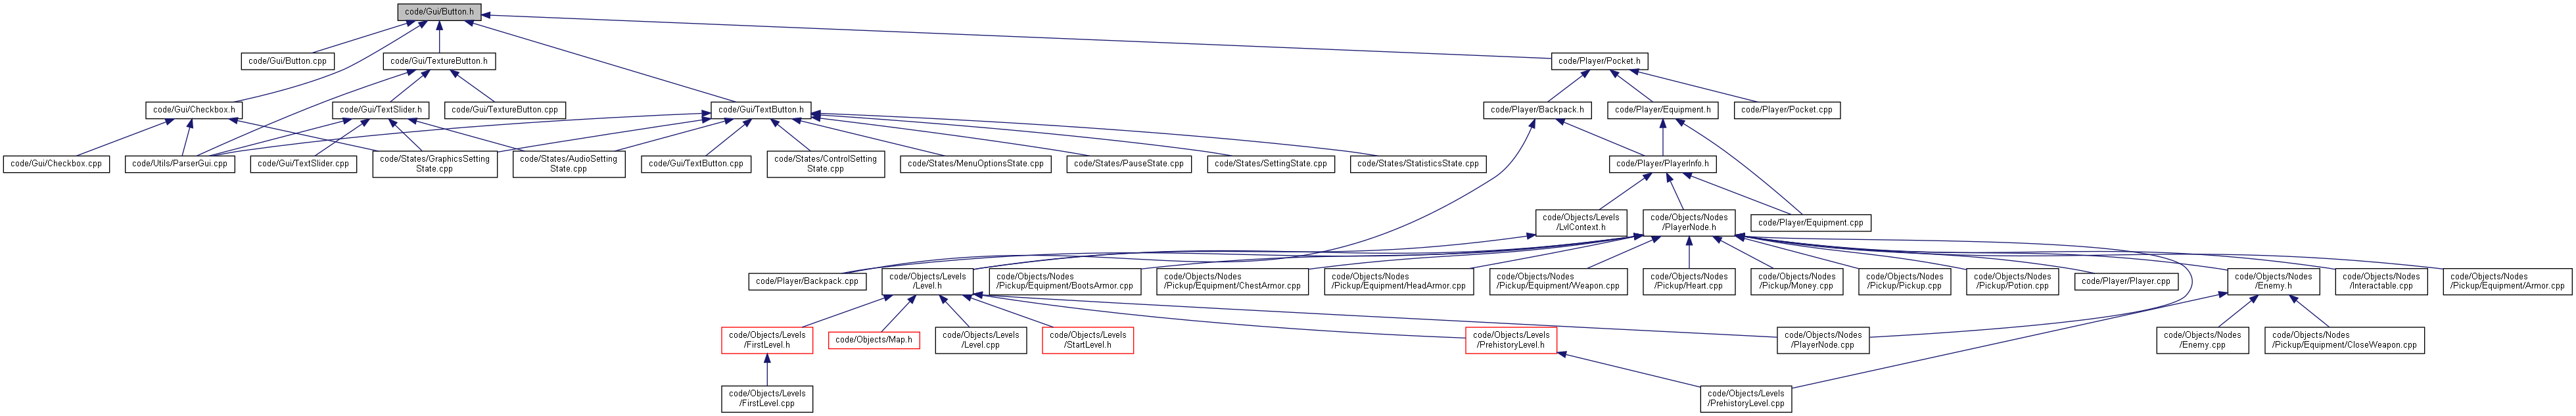 code/Gui/Button.h
code/Gui/Button.cpp
code/Gui/TextureButton.h
code/Player/Pocket.h
code/Gui/Checkbox.h
code/Gui/TextSlider.h
code/Gui/TextureButton.cpp
code/Gui/TextButton.h
code/Player/Backpack.h
code/Player/Equipment.h
code/Player/Pocket.cpp
code/Gui/Checkbox.cpp
code/Utils/ParserGui.cpp
code/Gui/TextSlider.cpp
code/States/GraphicsSetting
State.cpp
code/States/AudioSetting
State.cpp
code/Gui/TextButton.cpp
code/States/ControlSetting
State.cpp
code/States/MenuOptionsState.cpp
code/States/PauseState.cpp
code/States/SettingState.cpp
code/States/StatisticsState.cpp
code/Player/PlayerInfo.h
code/Objects/Levels
/LvlContext.h
code/Objects/Nodes
/PlayerNode.h
code/Player/Equipment.cpp
code/Player/Backpack.cpp
code/Objects/Levels
/Level.h
code/Objects/Nodes
/Pickup/Equipment/BootsArmor.cpp
code/Objects/Nodes
/Pickup/Equipment/ChestArmor.cpp
code/Objects/Nodes
/Pickup/Equipment/HeadArmor.cpp
code/Objects/Nodes
/Pickup/Equipment/Weapon.cpp
code/Objects/Nodes
/Pickup/Heart.cpp
code/Objects/Nodes
/Pickup/Money.cpp
code/Objects/Nodes
/Pickup/Pickup.cpp
code/Objects/Nodes
/Pickup/Potion.cpp
code/Player/Player.cpp
code/Objects/Nodes
/Enemy.h
code/Objects/Nodes
/Interactable.cpp
code/Objects/Nodes
/Pickup/Equipment/Armor.cpp
code/Objects/Levels
/FirstLevel.h
code/Objects/Map.h
code/Objects/Levels
/Level.cpp
code/Objects/Levels
/StartLevel.h
code/Objects/Levels
/PrehistoryLevel.h
code/Objects/Nodes
/PlayerNode.cpp
code/Objects/Nodes
/Enemy.cpp
code/Objects/Nodes
/Pickup/Equipment/CloseWeapon.cpp
code/Objects/Levels
/FirstLevel.cpp
code/Objects/Levels
/PrehistoryLevel.cpp